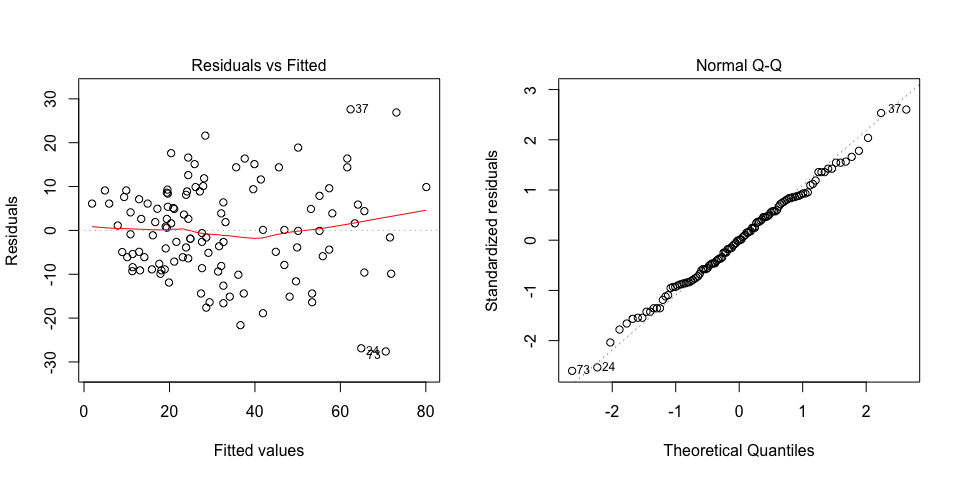 Residuals vs Fitted
Residuals
30
20
10
0
-10
-20
-30
37
24
73
0 20 40 60 80
Fitted values
Normal Q-Q
Standardized residuals
3
2
1
0
-1
-2
37
73
24
-2 -1 0 1 2
Theoretical Quantiles